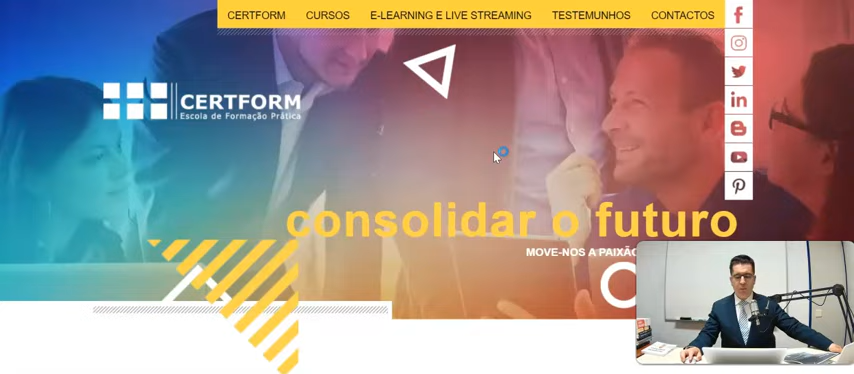 CERTFORM CURSOS E-LEARNING E LIVE STREAMING TESTEMUNHOS CONTACTOS
CERTFORM
Escola de Formação Prática
consolidar o futuro
MOVE-NOS A PAIXÃO